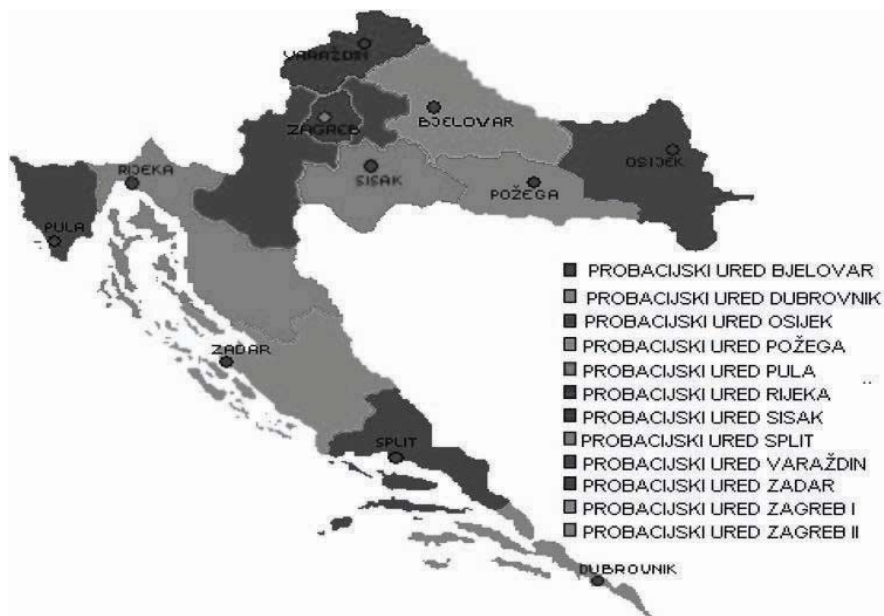 VARAŽDIN
BJELOVAR
ZAGREB
OSIJEK
RIJEKA
SISAK
POŽEGA
PULA
ZADAR
SPLIT
DUBROVNIK
PROBACIJSKI URED BJELOVAR
PROBACIJSKI URED DUBROVNIK
PROBACIJSKI URED OSIJEK
PROBACIJSKI URED POŽEGA
PROBACIJSKI URED PULA
PROBACIJSKI URED RIJEKA
PROBACIJSKI URED SISAK
PROBACIJSKI URED SPLIT
PROBACIJSKI URED VARAŽDIN
PROBACIJSKI URED ZADAR
PROBACIJSKI URED ZAGREB I
PROBACIJSKI URED ZAGREB II